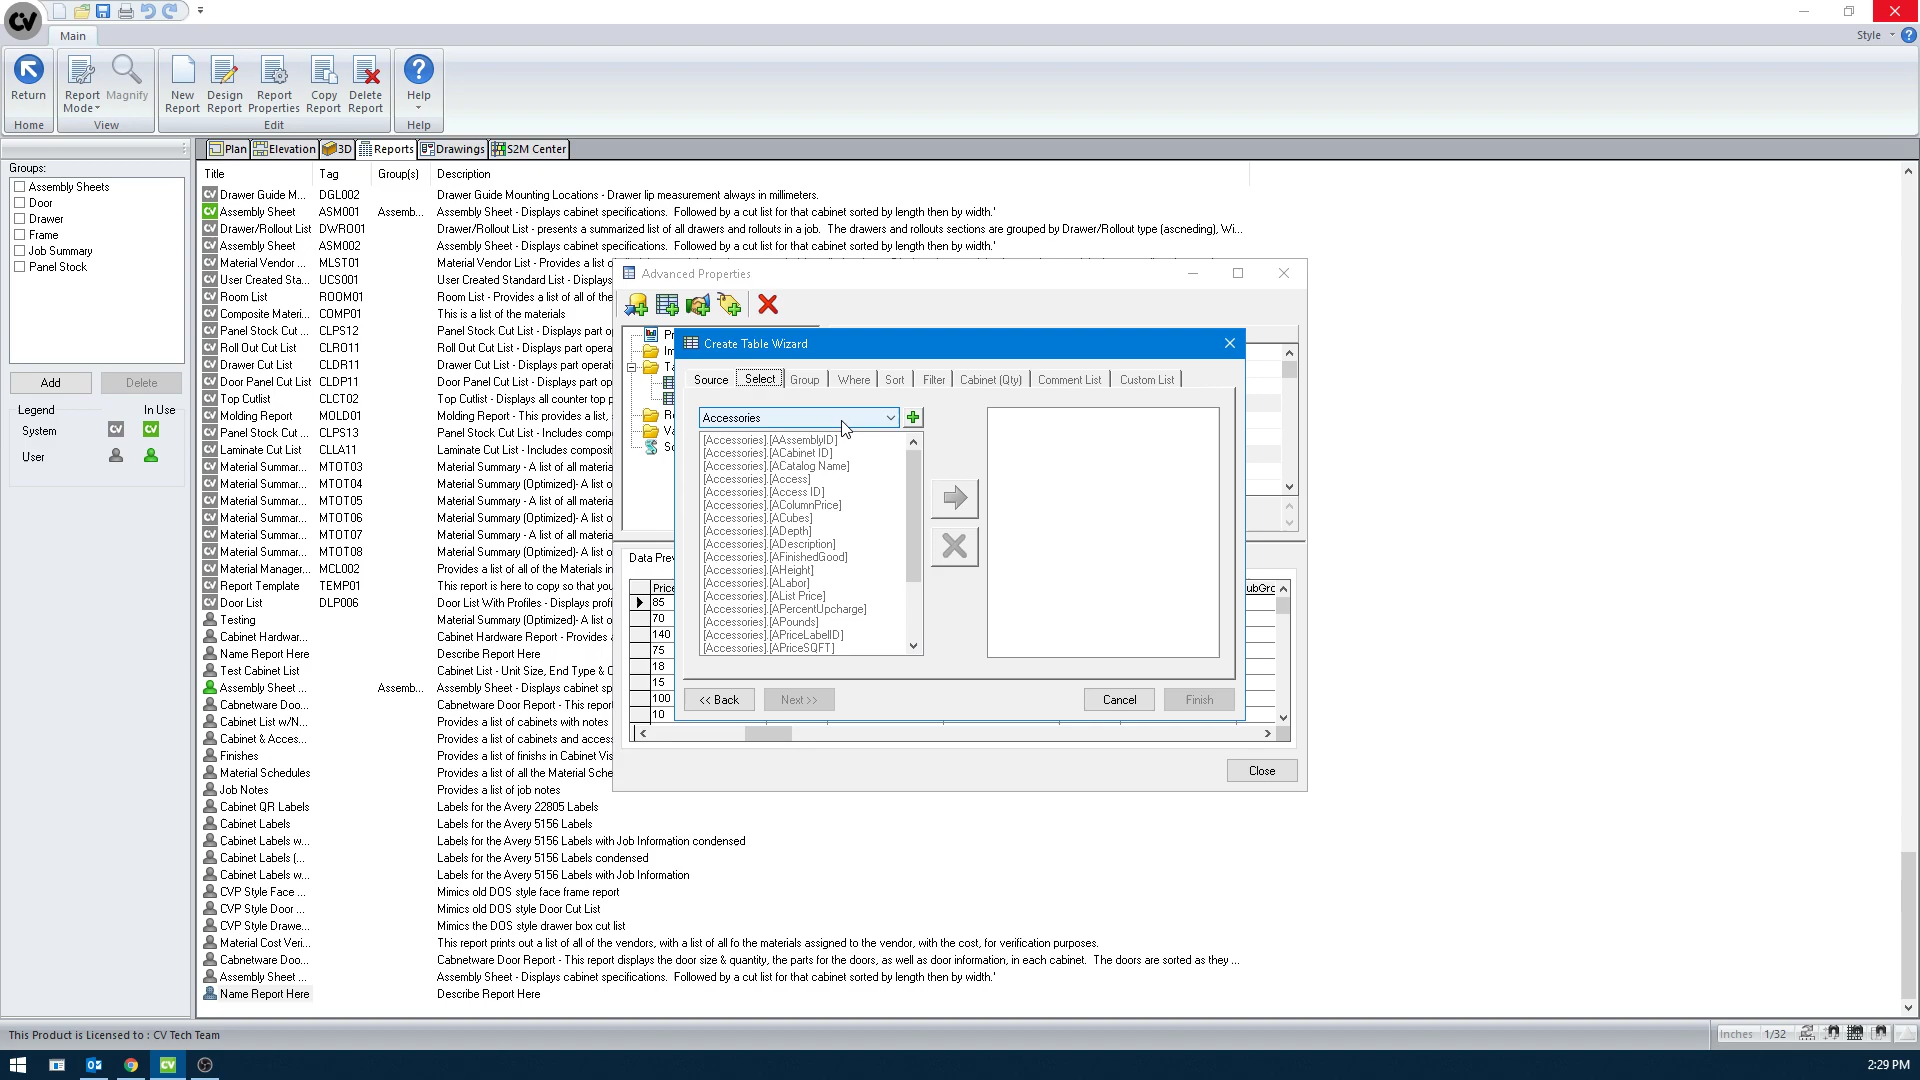 CV
Main
Style
Return
Report Mode
Magnify
New Report
Design Report
Report Properties
Copy Report
Delete Report
Help
Home
View
Edit
Help
Plan
Elevation
3D
Reports
Drawings
S2M Center
Groups:
Assembly Sheets
Door
Drawer
Frame
Job Summary
Panel Stock
Add
Delete
Legend
In Use
System
User
Title Tag Group(s) Description
Drawer Guide M... DGL002 Drawer Guide Mounting Locations - Drawer lip measurement always in millimeters.
Assembly Sheet ASM001 Assemb... Assembly Sheet - Displays cabinet specifications. Followed by a cut list for that cabinet sorted by length then by width.'
Drawer/Rollout List DWRO01 Drawer/Rollout List - presents a summarized list of all drawers and rollouts in a job. The drawers and rollouts sections are grouped by Drawer/Rollout type (ascneding), Wi...
Assembly Sheet ASM002 Assembly Sheet - Displays cabinet specifications. Followed by a cut list for that cabinet sorted by length then by width.'
Material Vendor ... MLST01 Material Vendor List - Provides a list of
User Created Sta... UCS001 User Created Standard List - Displays
Room List ROOM01 Room List - Provides a list of all of the
Composite Materi... COMP01 This is a list of the materials
Panel Stock Cut ... CLPS12 Panel Stock Cut List - Displays part op
Roll Out Cut List CLRO11 Roll Out Cut List - Displays part opera
Drawer Cut List CLDR11 Drawer Cut List - Displays part operati
Door Panel Cut List CLDP11 Door Panel Cut List - Displays part op
Top Cutlist CLCT02 Top Cutlist - Displays all counter top p
Molding Report MOLD01 Molding Report - This provides a list,
Panel Stock Cut ... CLPS13 Panel Stock Cut List - Includes comp
Laminate Cut List CLLA11 Laminate Cut List - Includes composit
Material Summar... MTOT03 Material Summary - A list of all materia
Material Summar... MTOT04 Material Summary (Optimized)- A list o
Material Summar... MTOT05 Material Summary - A list of all materia
Material Summar... MTOT06 Material Summary (Optimized)- A list o
Material Summar... MTOT07 Material Summary - A list of all materia
Material Summar... MTOT08 Material Summary (Optimized)- A list o
Material Manager... MCL002 Provides a list of all of the Materials in
Report Template TEMP01 This report is here to copy so that you
Door List DLP006 Door List With Profiles - Displays profi
Testing Material Summary (Optimized)- A list o
Cabinet Hardwar... Cabinet Hardware Report - Provides
Name Report Here Describe Report Here
Test Cabinet List Cabinet List - Unit Size, End Type & C
Assembly Sheet ... Assemb... Assembly Sheet - Displays cabinet sp
Cabnetware Doo... Cabnetware Door Report - This repor
Cabinet List w/N... Provides a list of cabinets with notes
Cabinet & Acces... Provides a list of cabinets and access
Finishes Provides a list of finishs in Cabinet Vis
Material Schedules Provides a list of all the Material Sche
Job Notes Provides a list of job notes
Cabinet QR Labels Labels for the Avery 22805 Labels
Cabinet Labels Labels for the Avery 5156 Labels
Cabinet Labels w... Labels for the Avery 5156 Labels with Job Information condensed
Cabinet Labels (... Labels for the Avery 5156 Labels condensed
Cabinet Labels w... Labels for the Avery 5156 Labels with Job Information
CVP Style Face ... Mimics old DOS style face frame report
CVP Style Door ... Mimics old DOS style Door Cut List
CVP Style Drawe... Mimics the DOS style drawer box cut list
Material Cost Veri... This report prints out a list of all of the vendors, with a list of all fo the materials assigned to the vendor, with the cost, for verification purposes.
Cabnetware Doo... Cabnetware Door Report - This report displays the door size & quantity, the parts for the doors, as well as door information, in each cabinet. The doors are sorted as they ...
Assembly Sheet ... Assembly Sheet - Displays cabinet specifications. Followed by a cut list for that cabinet sorted by length then by width.'
Name Report Here Describe Report Here
Advanced Properties
Data Prev
Price
85
70
140
75
18
15
100
10
ubGro
Close
Create Table Wizard
Source Select Group Where Sort Filter Cabinet (Qty) Comment List Custom List
Accessories
[Accessories].[AAssemblyID]
[Accessories].[ACabinet ID]
[Accessories].[ACatalog Name]
[Accessories].[Access]
[Accessories].[Access ID]
[Accessories].[AColumnPrice]
[Accessories].[ACubes]
[Accessories].[ADepth]
[Accessories].[ADescription]
[Accessories].[AFinishedGood]
[Accessories].[AHeight]
[Accessories].[ALabor]
[Accessories].[AList Price]
[Accessories].[APercentUpcharge]
[Accessories].[APounds]
[Accessories].[APriceLabelID]
[Accessories].[APriceSQFT]
<< Back
Next >>
Cancel
Finish
This Product is Licensed to : CV Tech Team
Inches 1/32
2:29 PM